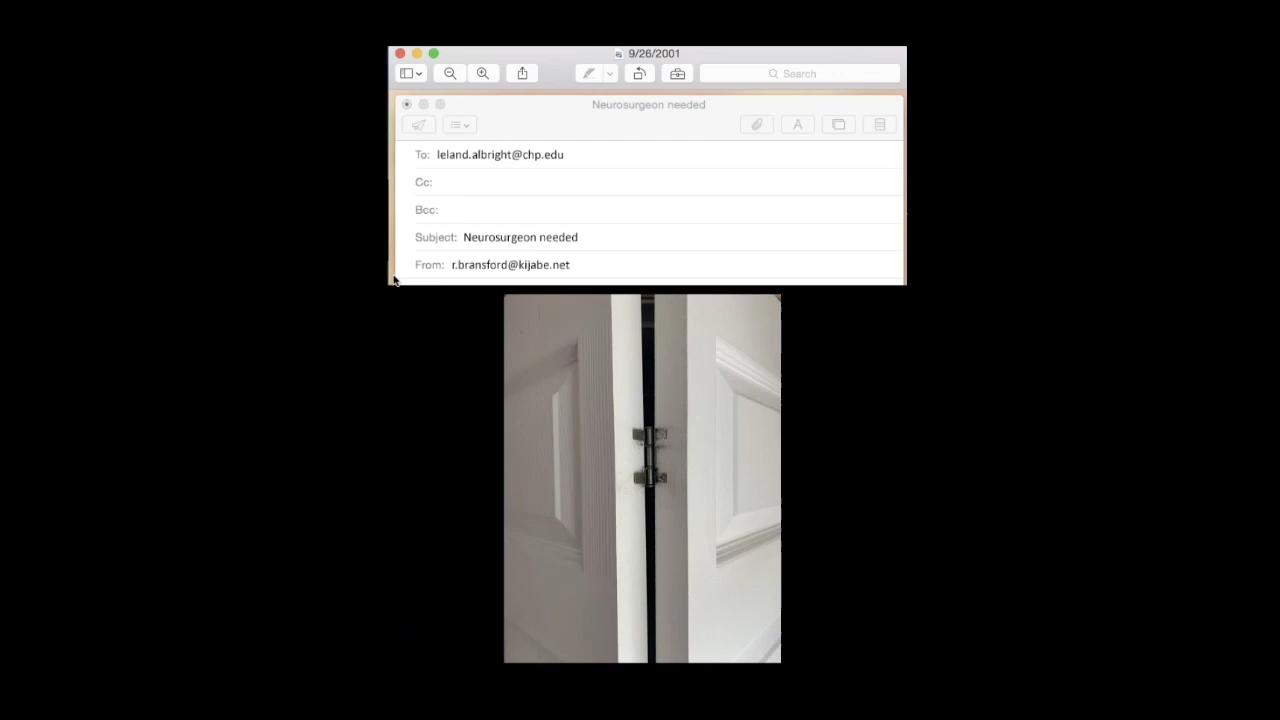 9/26/2001
Search
Neurosurgeon needed
To: leland.albright@chp.edu
Cc:
Bcc:
Subject: Neurosurgeon needed
From: r.bransford@kijabe.net